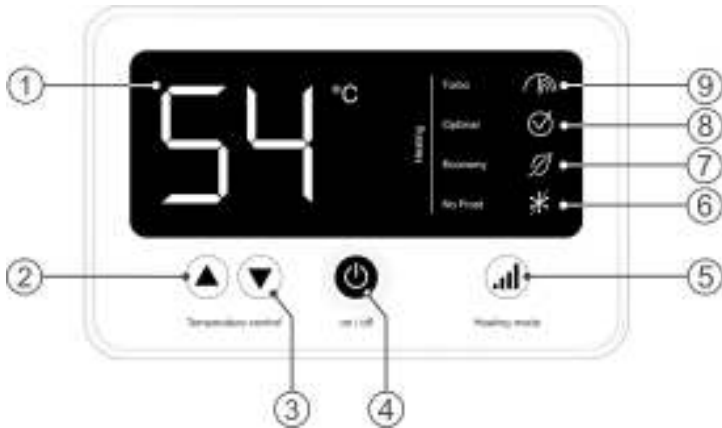 1
54 °C
Heating
Turbo
9
Optimal
8
Economy
7
No Frost
6
2
5
Temperature control
on / off
Heating mode
3
4